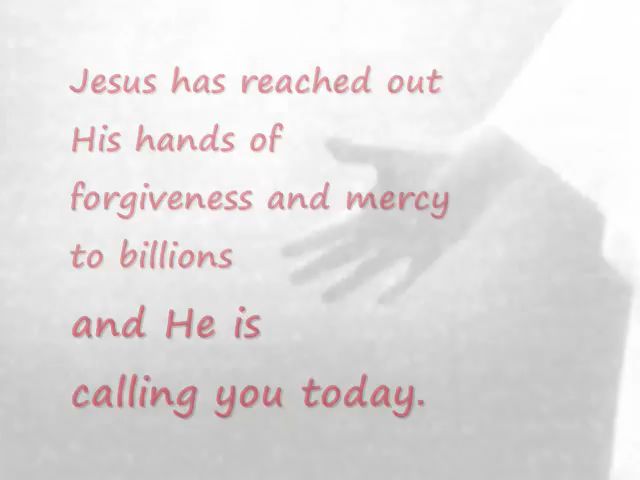 Jesus has reached out
His hands of
forgiveness and mercy
to billions
and He is
calling you today.